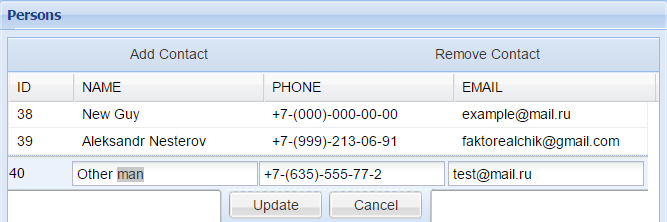 Persons
Add Contact Remove Contact
ID NAME PHONE EMAIL
38 New Guy +7-(000)-000-00-00 example@mail.ru
39 Aleksandr Nesterov +7-(999)-213-06-91 faktorealchik@gmail.com
40 Other man +7-(635)-555-77-2 test@mail.ru
Update Cancel